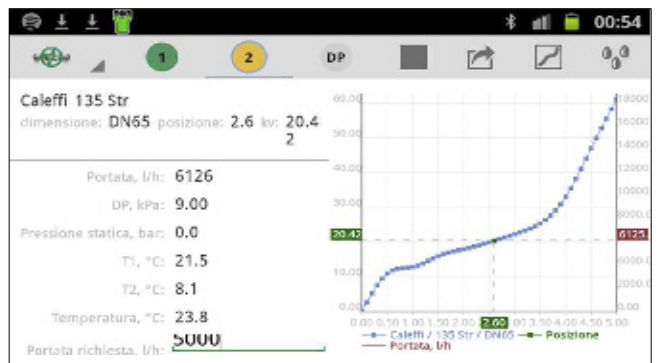 00:54
1 2 DP
Caleffi 135 Str
dimensione: DN65 posizione: 2.6 kv: 20.4
2
Portata, l/h: 6126
DP, kPa: 9.00
Pressione statica, bar: 0.0
T1, °C: 21.5
T2, °C: 8.1
Temperatura, °C: 23.8
Portata richiesta, l/h: 5000
60.00
50.00
40.00
30.00
20.42
10.00
0.00
18000
14000
12000
10000
8000.0
6125
4000.0
2000.0
0.00
0.00 0.50 1.00 1.50 2.00 2.60 3.00 3.50 4.00 4.50 5.00
Caleffi / 135 Str / DN65 Posizione
Portata, l/h